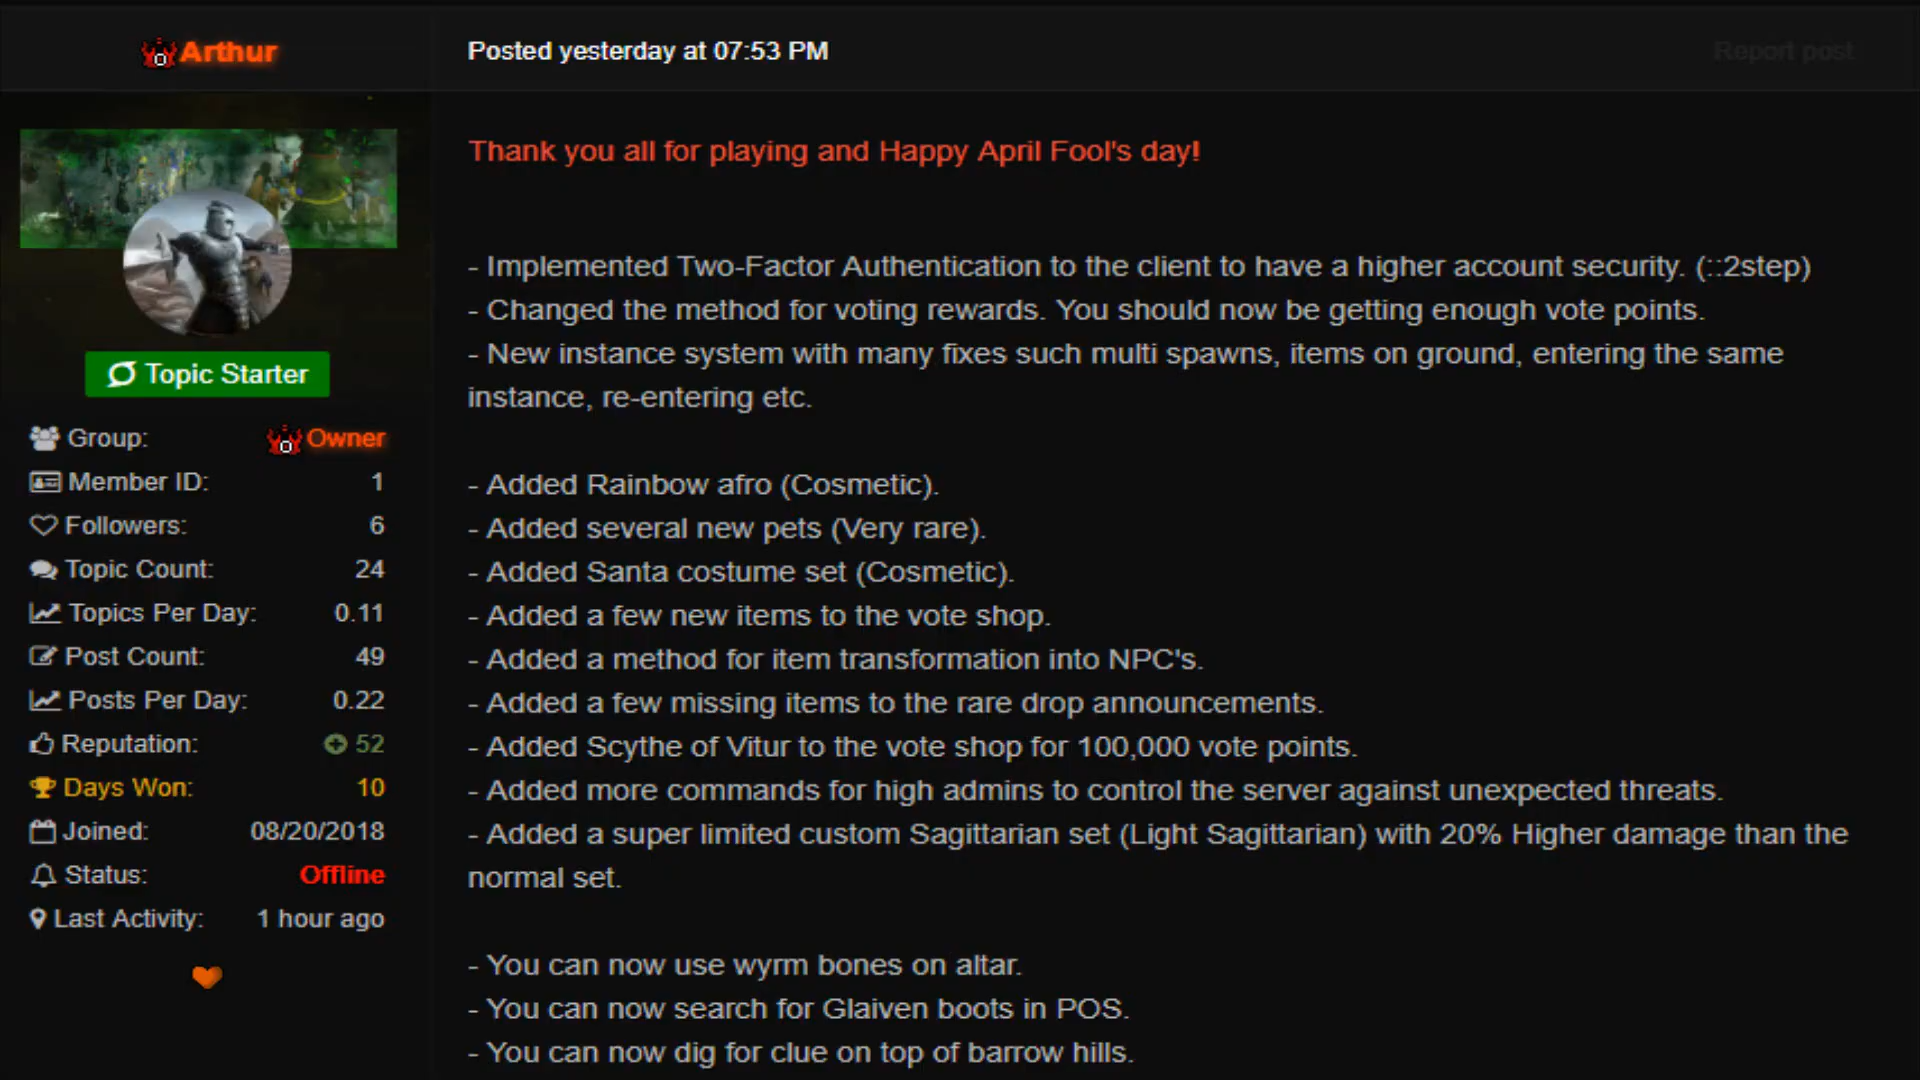 Arthur
Posted yesterday at 07:53 PM
Report post
Thank you all for playing and Happy April Fool's day!
Topic Starter
Group: Owner
Member ID: 1
Followers: 6
Topic Count: 24
Topics Per Day: 0.11
Post Count: 49
Posts Per Day: 0.22
Reputation: 52
Days Won: 10
Joined: 08/20/2018
Status: Offline
Last Activity: 1 hour ago
- Implemented Two-Factor Authentication to the client to have a higher account security. (::2step)
- Changed the method for voting rewards. You should now be getting enough vote points.
- New instance system with many fixes such multi spawns, items on ground, entering the same
instance, re-entering etc.
- Added Rainbow afro (Cosmetic).
- Added several new pets (Very rare).
- Added Santa costume set (Cosmetic).
- Added a few new items to the vote shop.
- Added a method for item transformation into NPC's.
- Added a few missing items to the rare drop announcements.
- Added Scythe of Vitur to the vote shop for 100,000 vote points.
- Added more commands for high admins to control the server against unexpected threats.
- Added a super limited custom Sagittarian set (Light Sagittarian) with 20% Higher damage than the
normal set.
- You can now use wyrm bones on altar.
- You can now search for Glaiven boots in POS.
- You can now dig for clue on top of barrow hills.